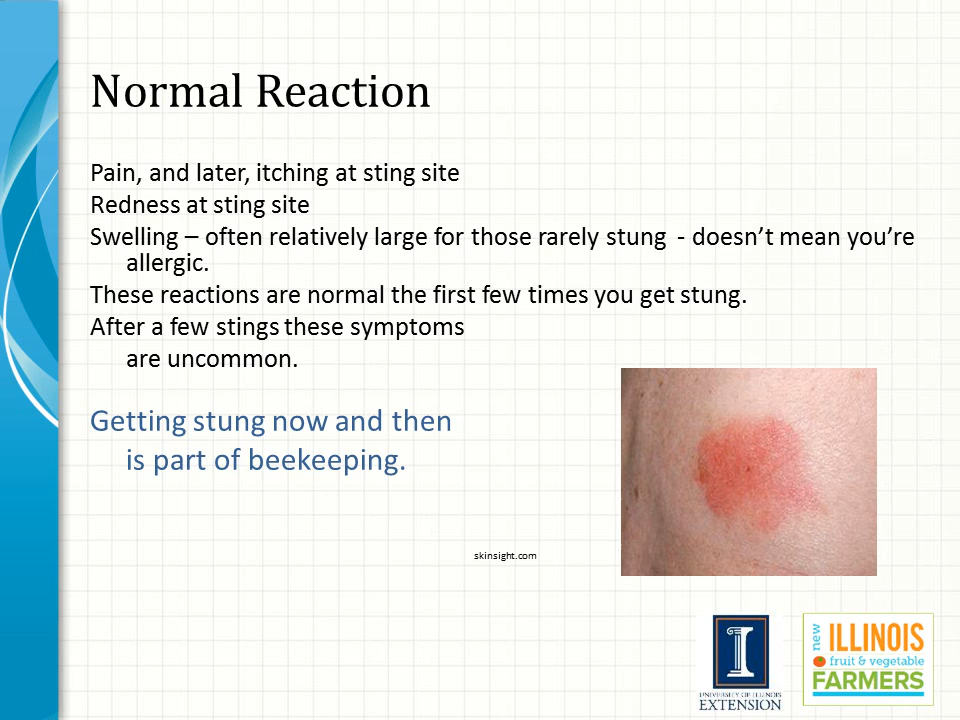 Normal Reaction
Pain, and later, itching at sting site
Redness at sting site
Swelling – often relatively large for those rarely stung  - doesn’t mean you’re
allergic.
These reactions are normal the first few times you get stung.
After a few stings these symptoms
are uncommon.
Getting stung now and then
is part of beekeeping.
skinsight.com
I
UNIVERSITY OF ILLINOIS
EXTENSION
new
ILLINOIS
fruit & vegetable
FARMERS